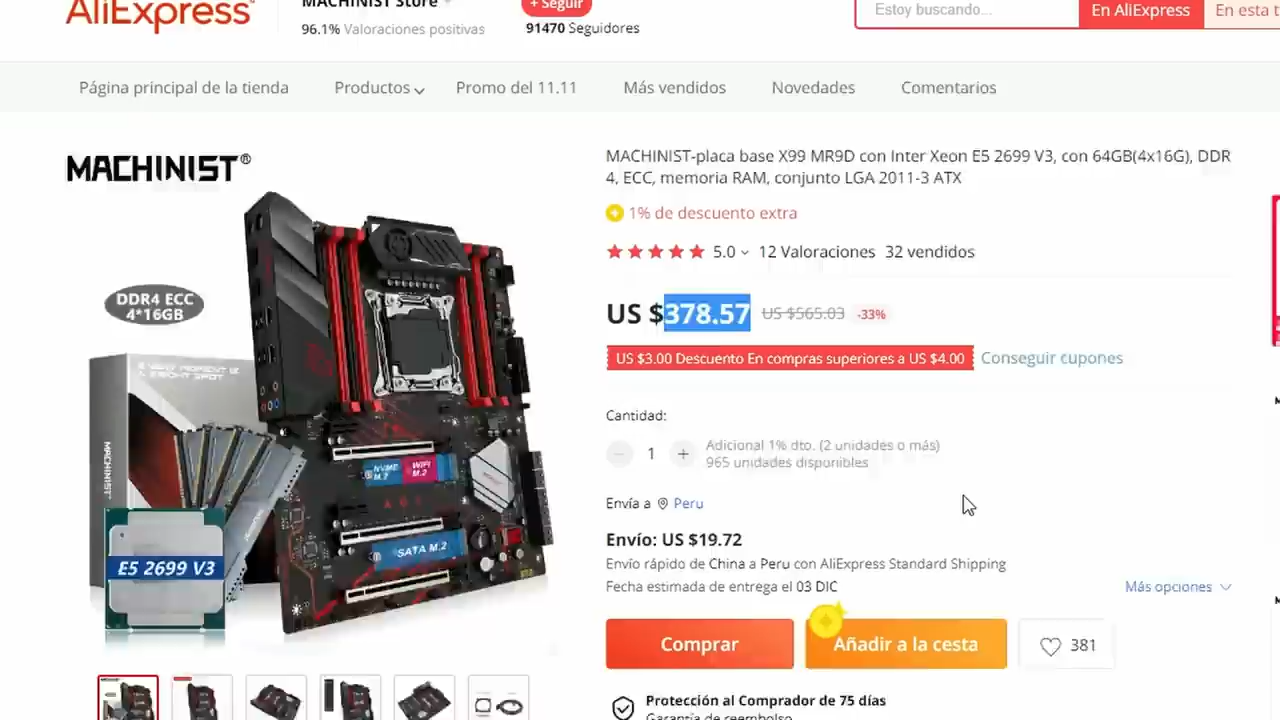 AliExpress
MACHINIST Store
+ Seguir
96.1% Valoraciones positivas
91470 Seguidores
Estoy buscando...
En AliExpress
En esta t
Página principal de la tienda
Productos
Promo del 11.11
Más vendidos
Novedades
Comentarios
MACHINIST®
DDR4 ECC
4*16GB
MACHINIST
NVME
M.2
WIFI
M.2
SATA M.2
E5 2699 V3
MACHINIST-placa base X99 MR9D con Inter Xeon E5 2699 V3, con 64GB(4x16G), DDR
4, ECC, memoria RAM, conjunto LGA 2011-3 ATX
1% de descuento extra
5.0
12 Valoraciones
32 vendidos
US $378.57
US $565.03
-33%
US $3.00 Descuento En compras superiores a US $4.00
Conseguir cupones
Cantidad:
1
Adicional 1% dto. (2 unidades o más)
965 unidades disponibles
Envía a
Peru
Envío: US $19.72
Envío rápido de China a Peru con AliExpress Standard Shipping
Fecha estimada de entrega el 03 DIC
Más opciones
Comprar
Añadir a la cesta
381
Protección al Comprador de 75 días
Garantía de reembolso